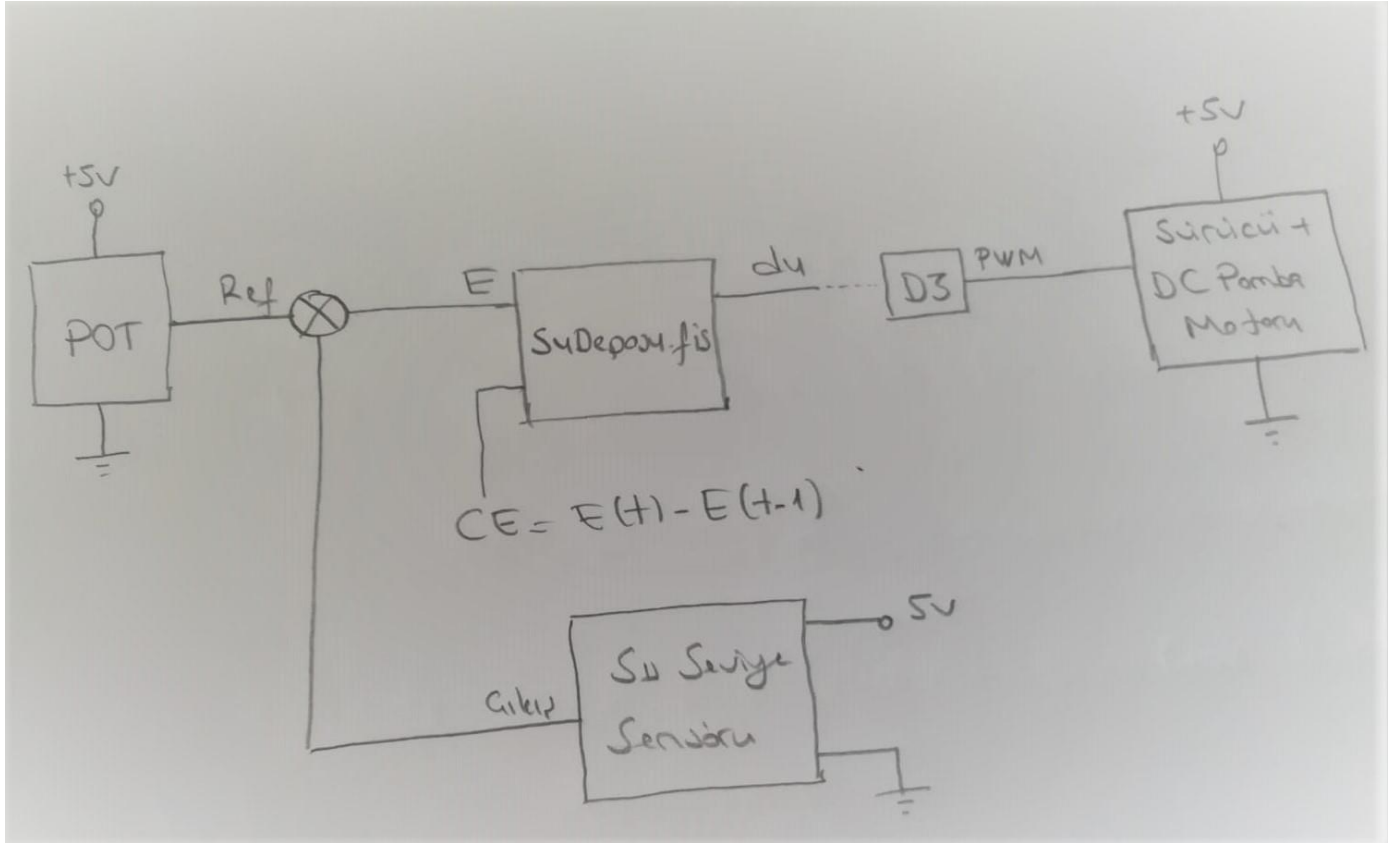 +5V
POT
Ref
E
SuDeposu.fis
du
D3
PWM
+5V
Sürücü +
DC Pompa
Motoru
CE = E(t) - E(t-1)
Su Seviye
Sensörü
Çıkış
5V